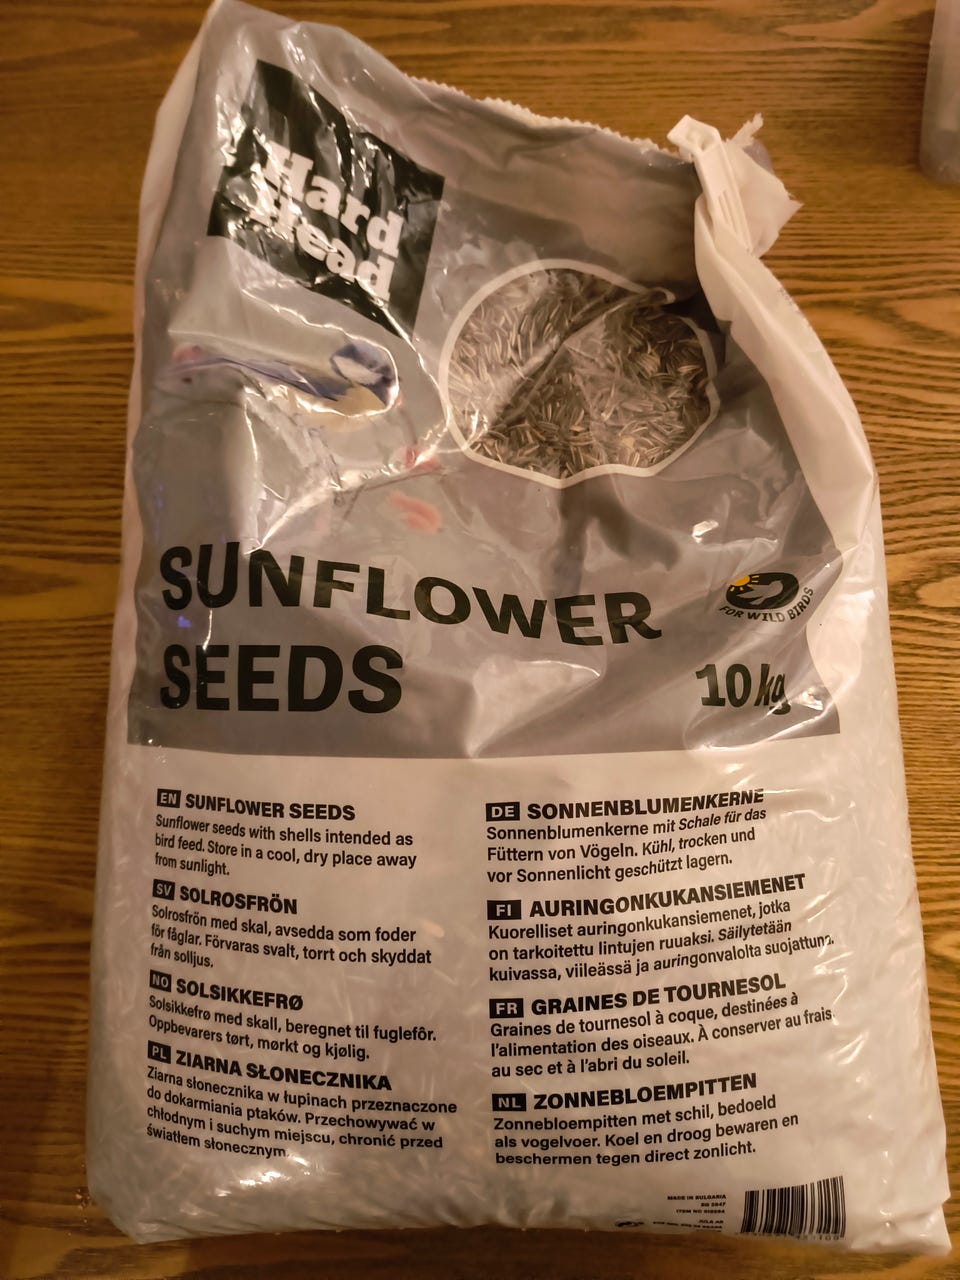 Hard
Head
SUNFLOWER
SEEDS
FOR WILD BIRDS
10 kg
EN SUNFLOWER SEEDS
Sunflower seeds with shells intended as
bird feed. Store in a cool, dry place away
from sunlight.
SV SOLROSFRÖN
Solrosfrön med skal, avsedda som foder
för fåglar. Förvaras svalt, torrt och skyddat
från solljus.
NO SOLSIKKEFRØ
Solsikkefrø med skall, beregnet til fuglefôr.
Oppbevarers tørt, mørkt og kjølig.
PL ZIARNA SŁONECZNIKA
Ziarna słonecznika w łupinach przeznaczone
do dokarmiania ptaków. Przechowywać w
chłodnym i suchym miejscu, chronić przed
światłem słonecznym.
DE SONNENBLUMENKERNE
Sonnenblumenkerne mit Schale für das
Füttern von Vögeln. Kühl, trocken und
vor Sonnenlicht geschützt lagern.
FI AURINGONKUKANSIEMENET
Kuorelliset auringonkukansiemenet, jotka
on tarkoitettu lintujen ruuaksi. Säilytetään
kuivassa, viileässä ja auringonvalolta suojattuna.
FR GRAINES DE TOURNESOL
Graines de tournesol à coque, destinées à
l'alimentation des oiseaux. À conserver au frais,
au sec et à l'abri du soleil.
NL ZONNEBLOEMPITTEN
Zonnebloempitten met schil, bedoeld
als vogelvoer. Koel en droog bewaren en
beschermen tegen direct zonlicht.
MADE IN BULGARIA
ITEM NO
JULA AB